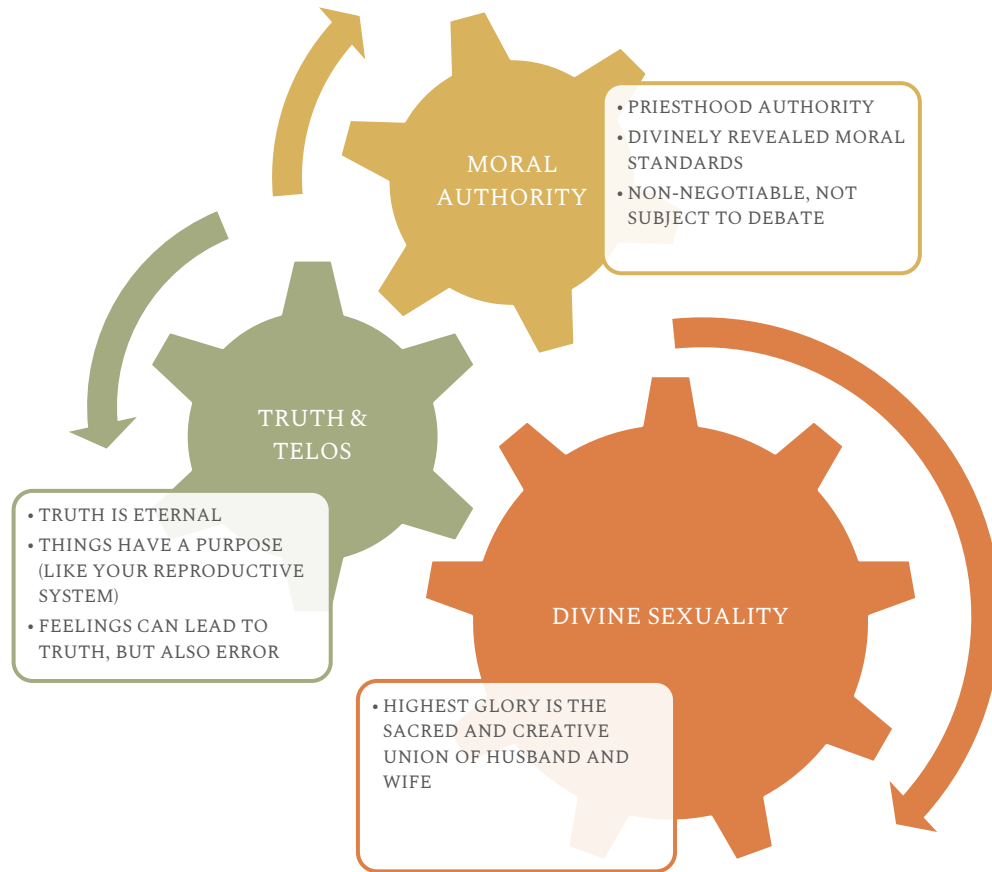 MORAL
AUTHORITY
• PRIESTHOOD AUTHORITY
• DIVINELY REVEALED MORAL
STANDARDS
• NON-NEGOTIABLE, NOT
SUBJECT TO DEBATE
TRUTH &
TELOS
• TRUTH IS ETERNAL
• THINGS HAVE A PURPOSE
(LIKE YOUR REPRODUCTIVE
SYSTEM)
• FEELINGS CAN LEAD TO
TRUTH, BUT ALSO ERROR
DIVINE SEXUALITY
• HIGHEST GLORY IS THE
SACRED AND CREATIVE
UNION OF HUSBAND AND
WIFE